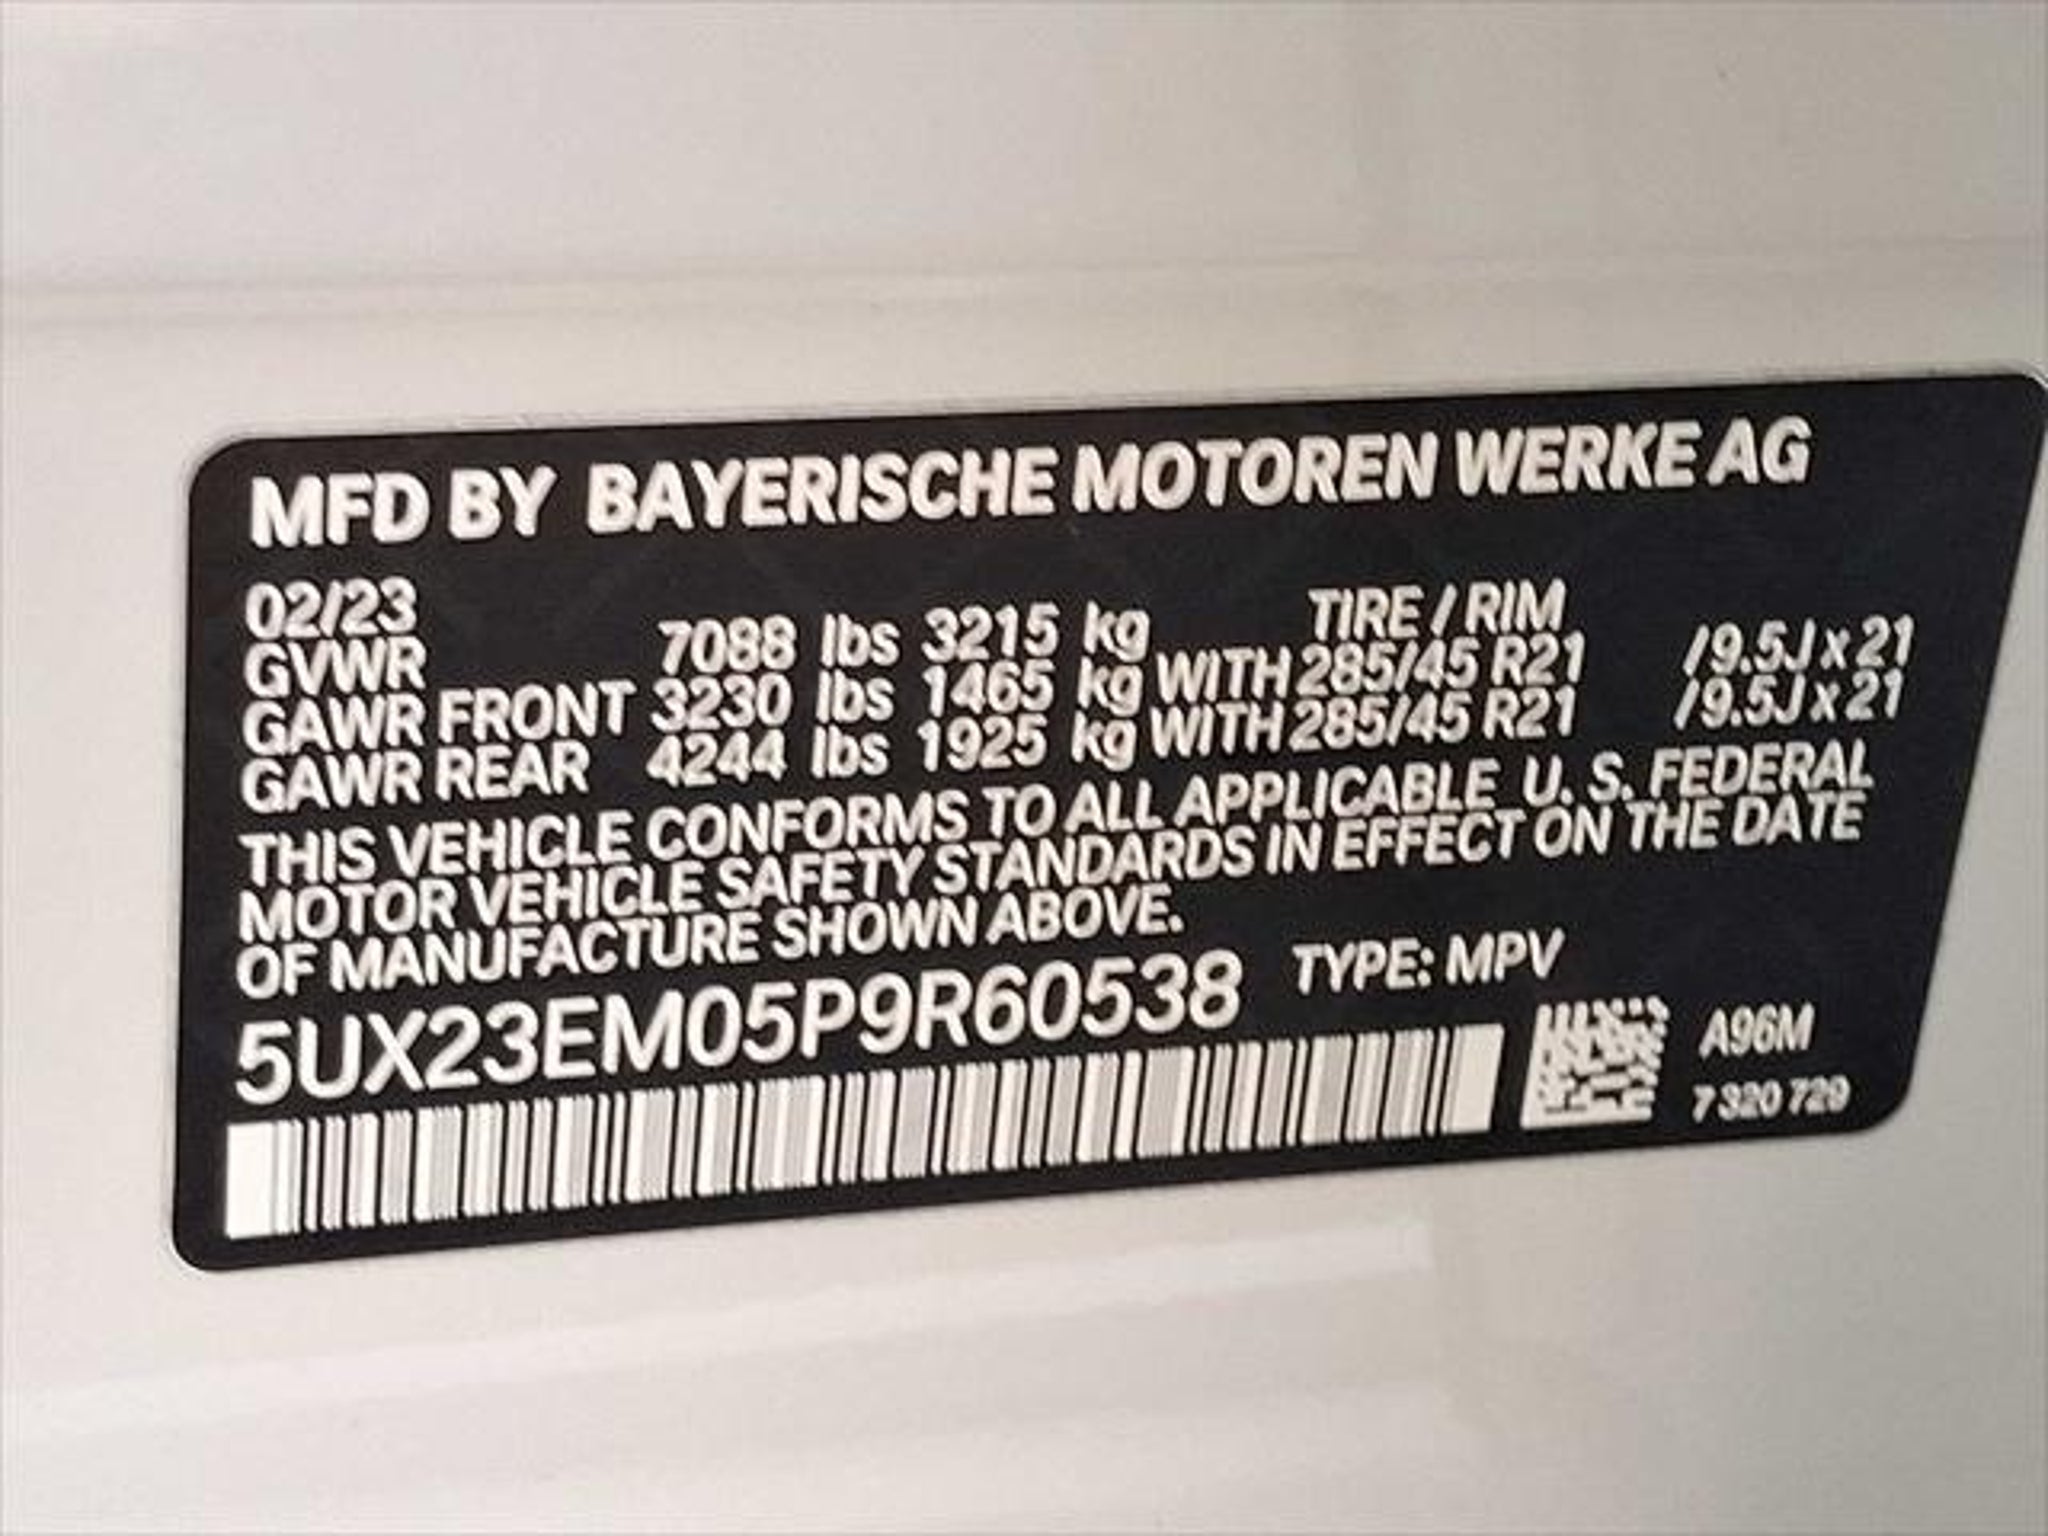 MFD BY BAYERISCHE MOTOREN WERKE AG
02/23 TIRE / RIM
GVWR 7088 lbs 3215 kg
GAWR FRONT 3230 lbs 1465 kg WITH 285/45 R21 /9.5J x 21
GAWR REAR 4244 lbs 1925 kg WITH 285/45 R21 /9.5J x 21
THIS VEHICLE CONFORMS TO ALL APPLICABLE U. S. FEDERAL
MOTOR VEHICLE SAFETY STANDARDS IN EFFECT ON THE DATE
OF MANUFACTURE SHOWN ABOVE.
5UX23EM05P9R60538 TYPE: MPV
A96M
7 320 729